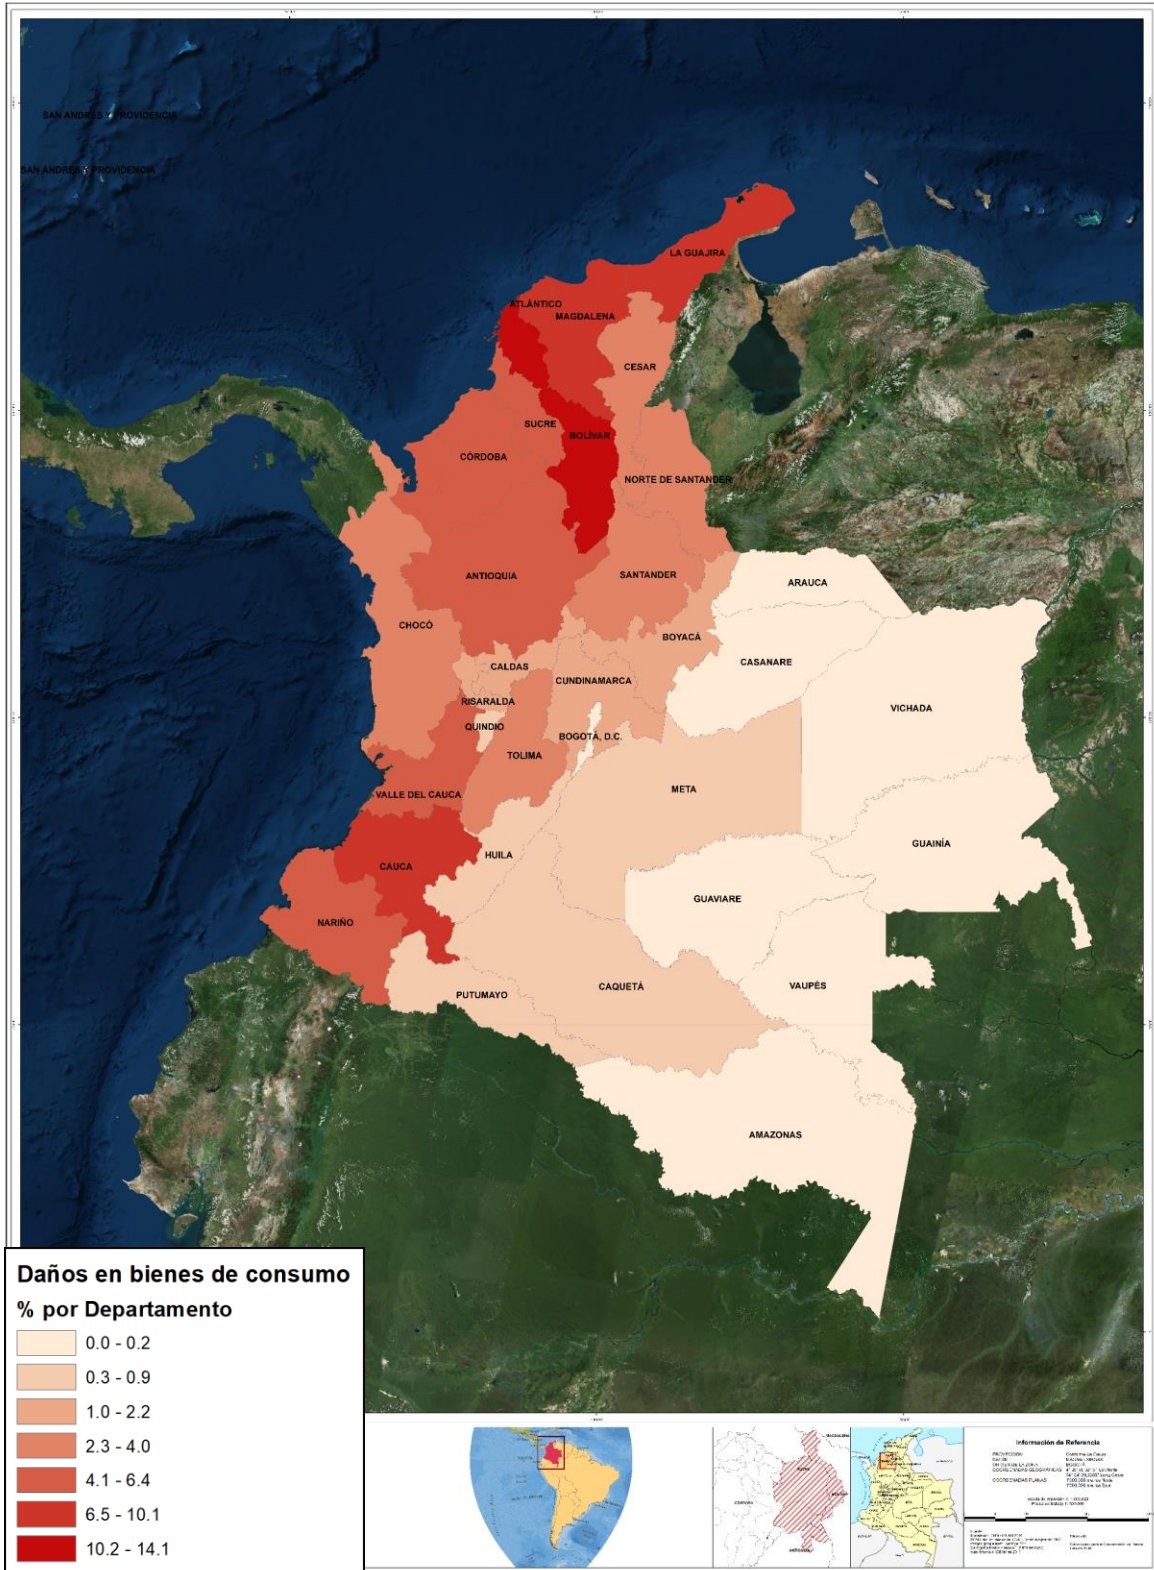 SAN ANDRES Y PROVIDENCIA
SAN ANDRES Y PROVIDENCIA
LA GUAJIRA
ATLÁNTICO
MAGDALENA
CESAR
SUCRE
BOLÍVAR
CÓRDOBA
NORTE DE SANTANDER
ANTIOQUIA
SANTANDER
ARAUCA
CHOCÓ
BOYACÁ
CASANARE
CALDAS
CUNDINAMARCA
RISARALDA
VICHADA
QUINDIO
BOGOTÁ, D.C.
TOLIMA
META
VALLE DEL CAUCA
GUAINÍA
HUILA
CAUCA
GUAVIARE
NARIÑO
CAQUETÁ
VAUPÉS
PUTUMAYO
AMAZONAS
Daños en bienes de consumo
% por Departamento
0.0 - 0.2
0.3 - 0.9
1.0 - 2.2
2.3 - 4.0
4.1 - 6.4
6.5 - 10.1
10.2 - 14.1
Información de Referencia